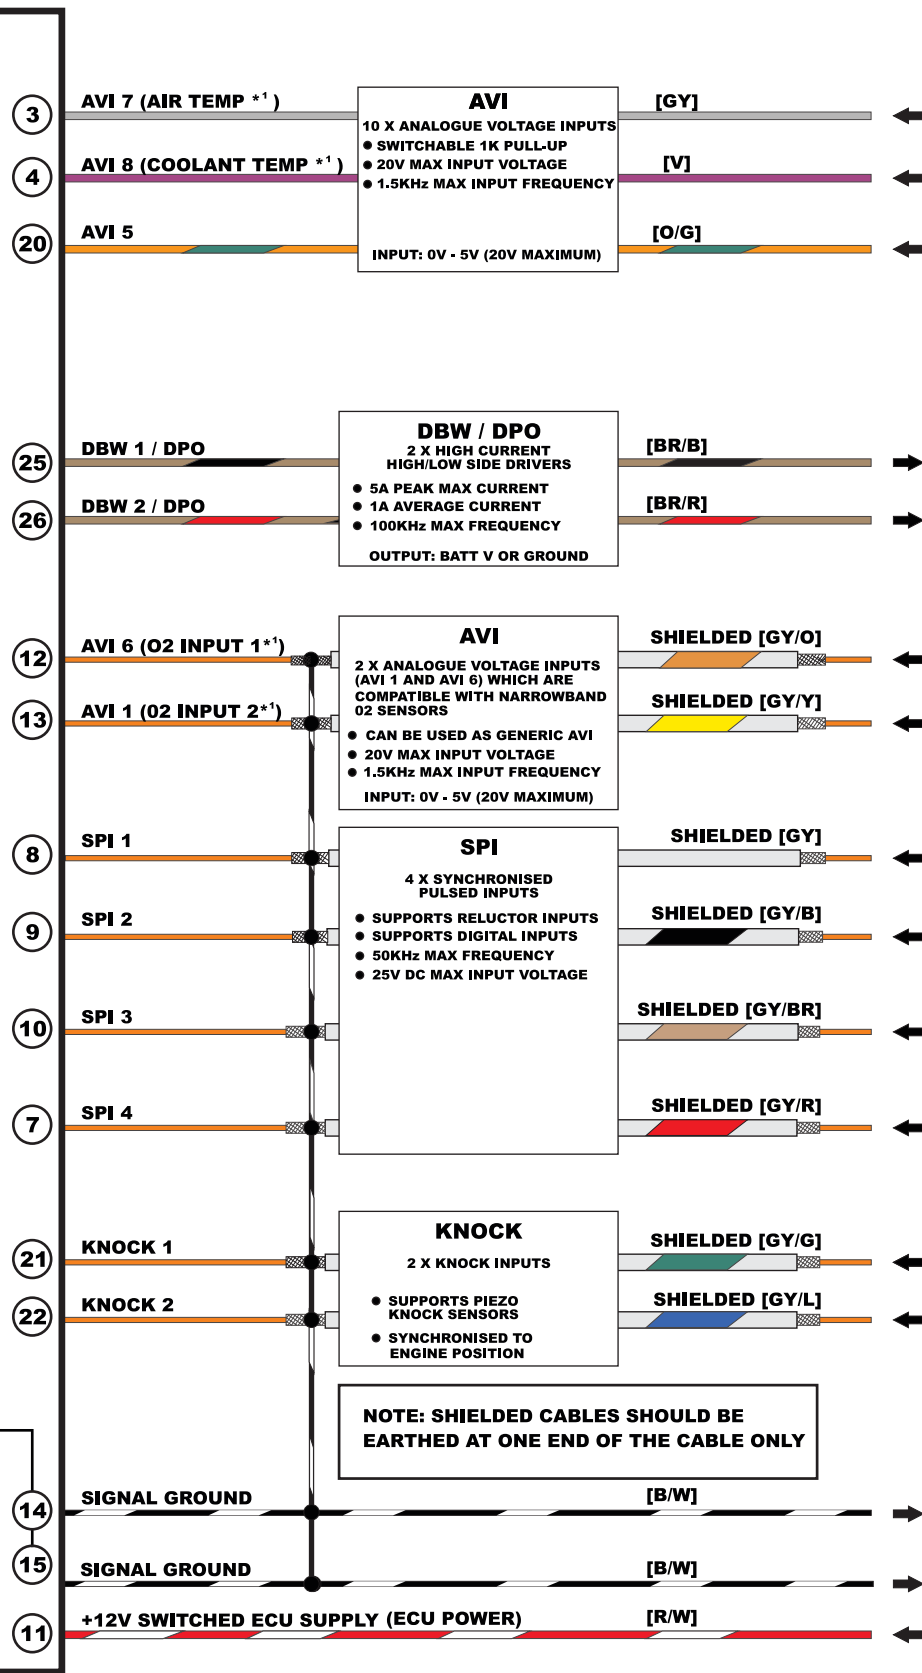 3
AVI 7 (AIR TEMP *¹ )
[GY]
AVI
10 X ANALOGUE VOLTAGE INPUTS
● SWITCHABLE 1K PULL-UP
● 20V MAX INPUT VOLTAGE
● 1.5KHz MAX INPUT FREQUENCY
INPUT: 0V - 5V (20V MAXIMUM)
4
AVI 8 (COOLANT TEMP *¹ )
[V]
20
AVI 5
[O/G]
25
DBW 1 / DPO
[BR/B]
DBW / DPO
2 X HIGH CURRENT
HIGH/LOW SIDE DRIVERS
● 5A PEAK MAX CURRENT
● 1A AVERAGE CURRENT
● 100KHz MAX FREQUENCY
OUTPUT: BATT V OR GROUND
26
DBW 2 / DPO
[BR/R]
12
AVI 6 (O2 INPUT 1*¹)
SHIELDED [GY/O]
AVI
2 X ANALOGUE VOLTAGE INPUTS
(AVI 1 AND AVI 6) WHICH ARE
COMPATIBLE WITH NARROWBAND
02 SENSORS
● CAN BE USED AS GENERIC AVI
● 20V MAX INPUT VOLTAGE
● 1.5KHz MAX INPUT FREQUENCY
INPUT: 0V - 5V (20V MAXIMUM)
13
AVI 1 (02 INPUT 2*¹)
SHIELDED [GY/Y]
8
SPI 1
SHIELDED [GY]
SPI
4 X SYNCHRONISED
PULSED INPUTS
● SUPPORTS RELUCTOR INPUTS
● SUPPORTS DIGITAL INPUTS
● 50KHz MAX FREQUENCY
● 25V DC MAX INPUT VOLTAGE
9
SPI 2
SHIELDED [GY/B]
10
SPI 3
SHIELDED [GY/BR]
7
SPI 4
SHIELDED [GY/R]
21
KNOCK 1
SHIELDED [GY/G]
KNOCK
2 X KNOCK INPUTS
● SUPPORTS PIEZO
KNOCK SENSORS
● SYNCHRONISED TO
ENGINE POSITION
22
KNOCK 2
SHIELDED [GY/L]
NOTE: SHIELDED CABLES SHOULD BE
EARTHED AT ONE END OF THE CABLE ONLY
14
SIGNAL GROUND
[B/W]
15
SIGNAL GROUND
[B/W]
11
+12V SWITCHED ECU SUPPLY (ECU POWER)
[R/W]